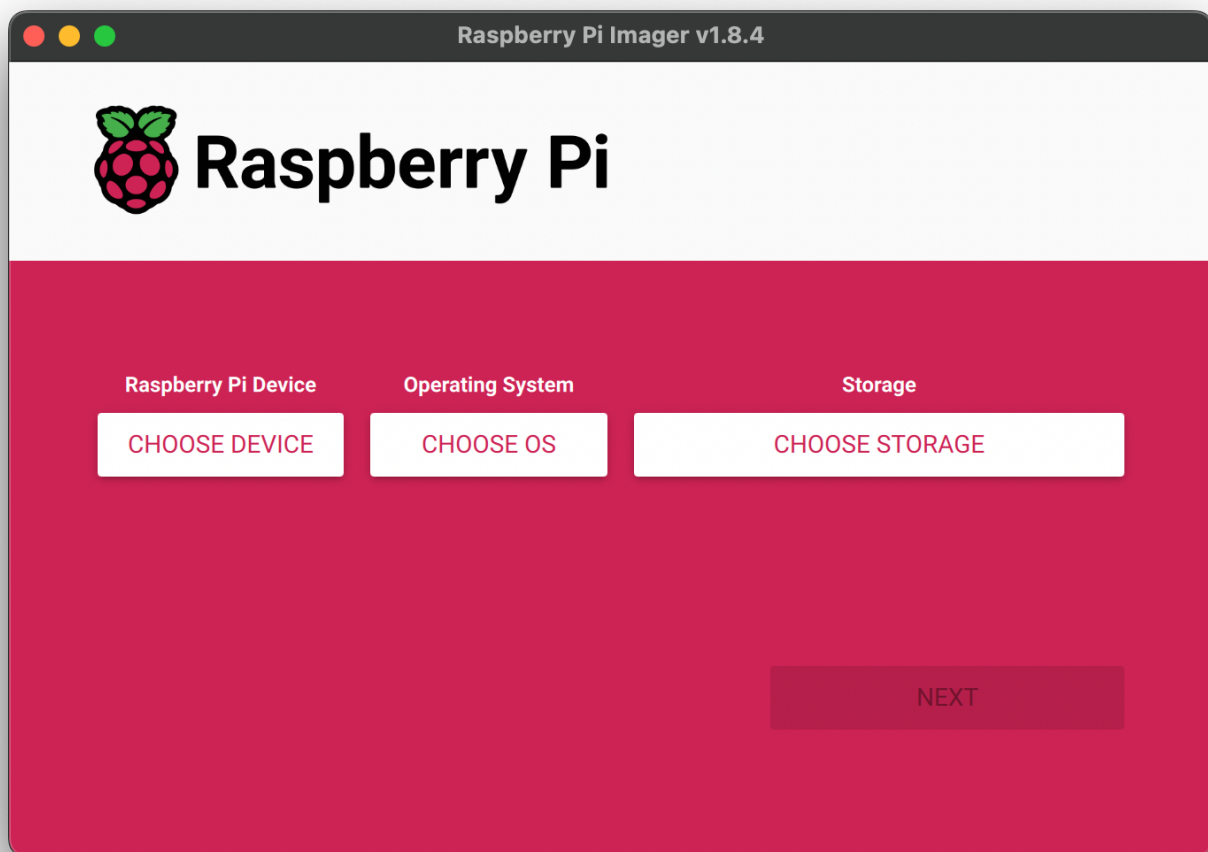 Raspberry Pi Imager v1.8.4
Raspberry Pi
Raspberry Pi Device Operating System Storage
CHOOSE DEVICE CHOOSE OS CHOOSE STORAGE
NEXT